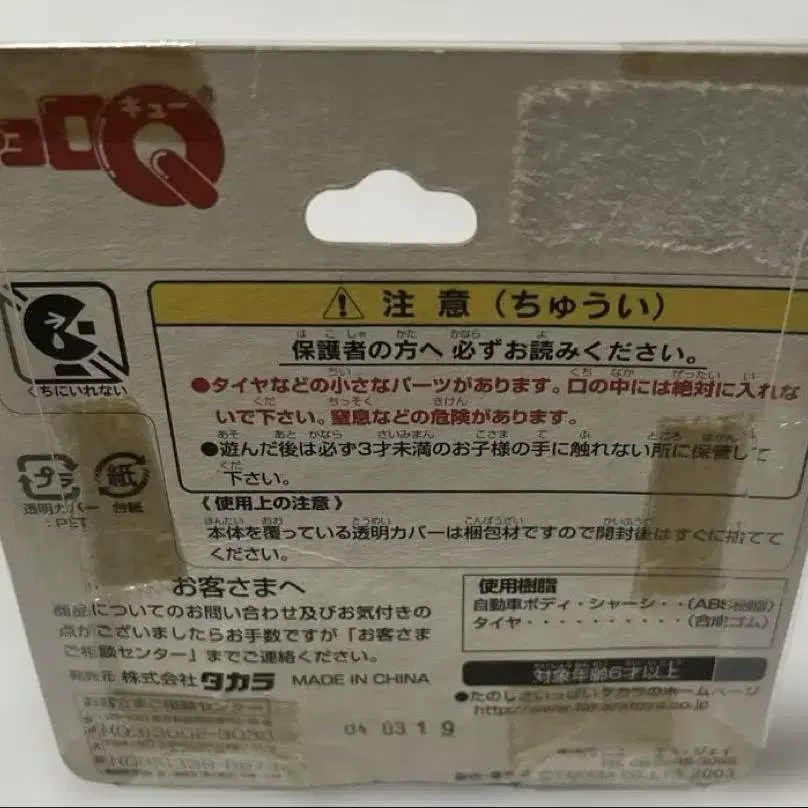 キュー
注 意 (ちゅうい)
保護者の方へ 必ずお読みください。
●タイヤなどの小さなパーツがあります。口の中には絶対に入れな
いで下さい。窒息などの危険があります。
●遊んだ後は必ず3才未満のお子様の手に触れない所に保管して
下さい。
くちにいれない
プラ
紙
透明カバー
:PET
台紙
《使用上の注意》
本体を覆っている透明カバーは梱包材ですので開封後はすぐに捨てて
ください。
お客さまへ
商品についてのお問い合わせ及びお気付きの
点がございましたらお手数ですが「お客さま
ご相談センター」までご連絡ください。
発売元 株式会社タカラ MADE IN CHINA
お客さまご相談センター
使用樹脂
自動車ボディ・シャーシ・・(ABS樹脂)
タイヤ・・・・・・・・・・(合成ゴム)
対象年齢6才以上
●たのしさいっぱいタカラのホームページ
04 03 1 9
2003